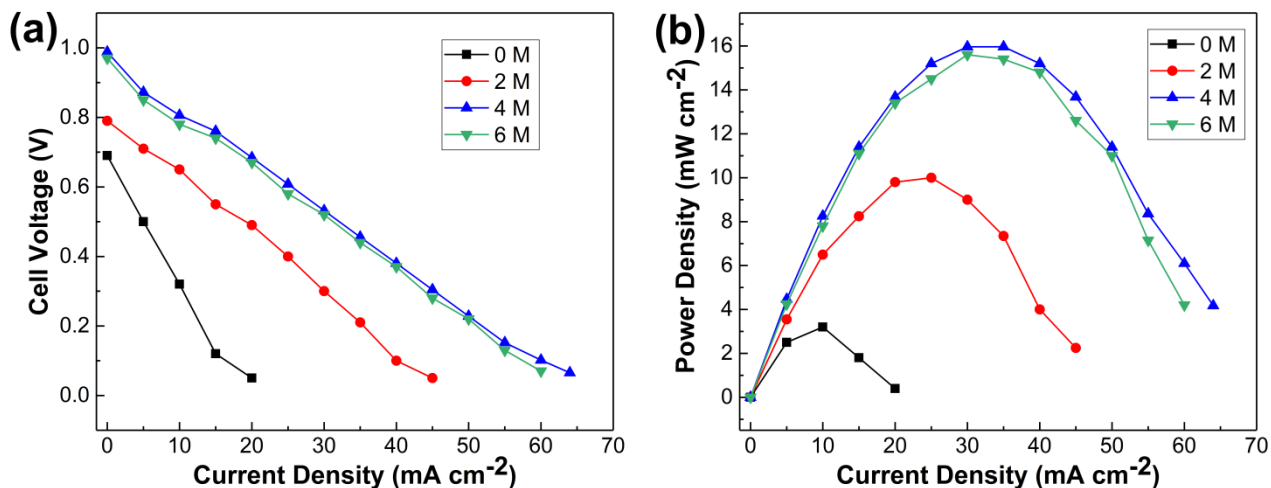 (a)
1.0
0.8
0.6
0.4
0.2
0.0
Cell Voltage (V)
0 M
2 M
4 M
6 M
0 10 20 30 40 50 60 70
Current Density (mA cm-2)
(b)
16
14
12
10
8
6
4
2
0
Power Density (mW cm-2)
0 M
2 M
4 M
6 M
0 10 20 30 40 50 60 70
Current Density (mA cm-2)